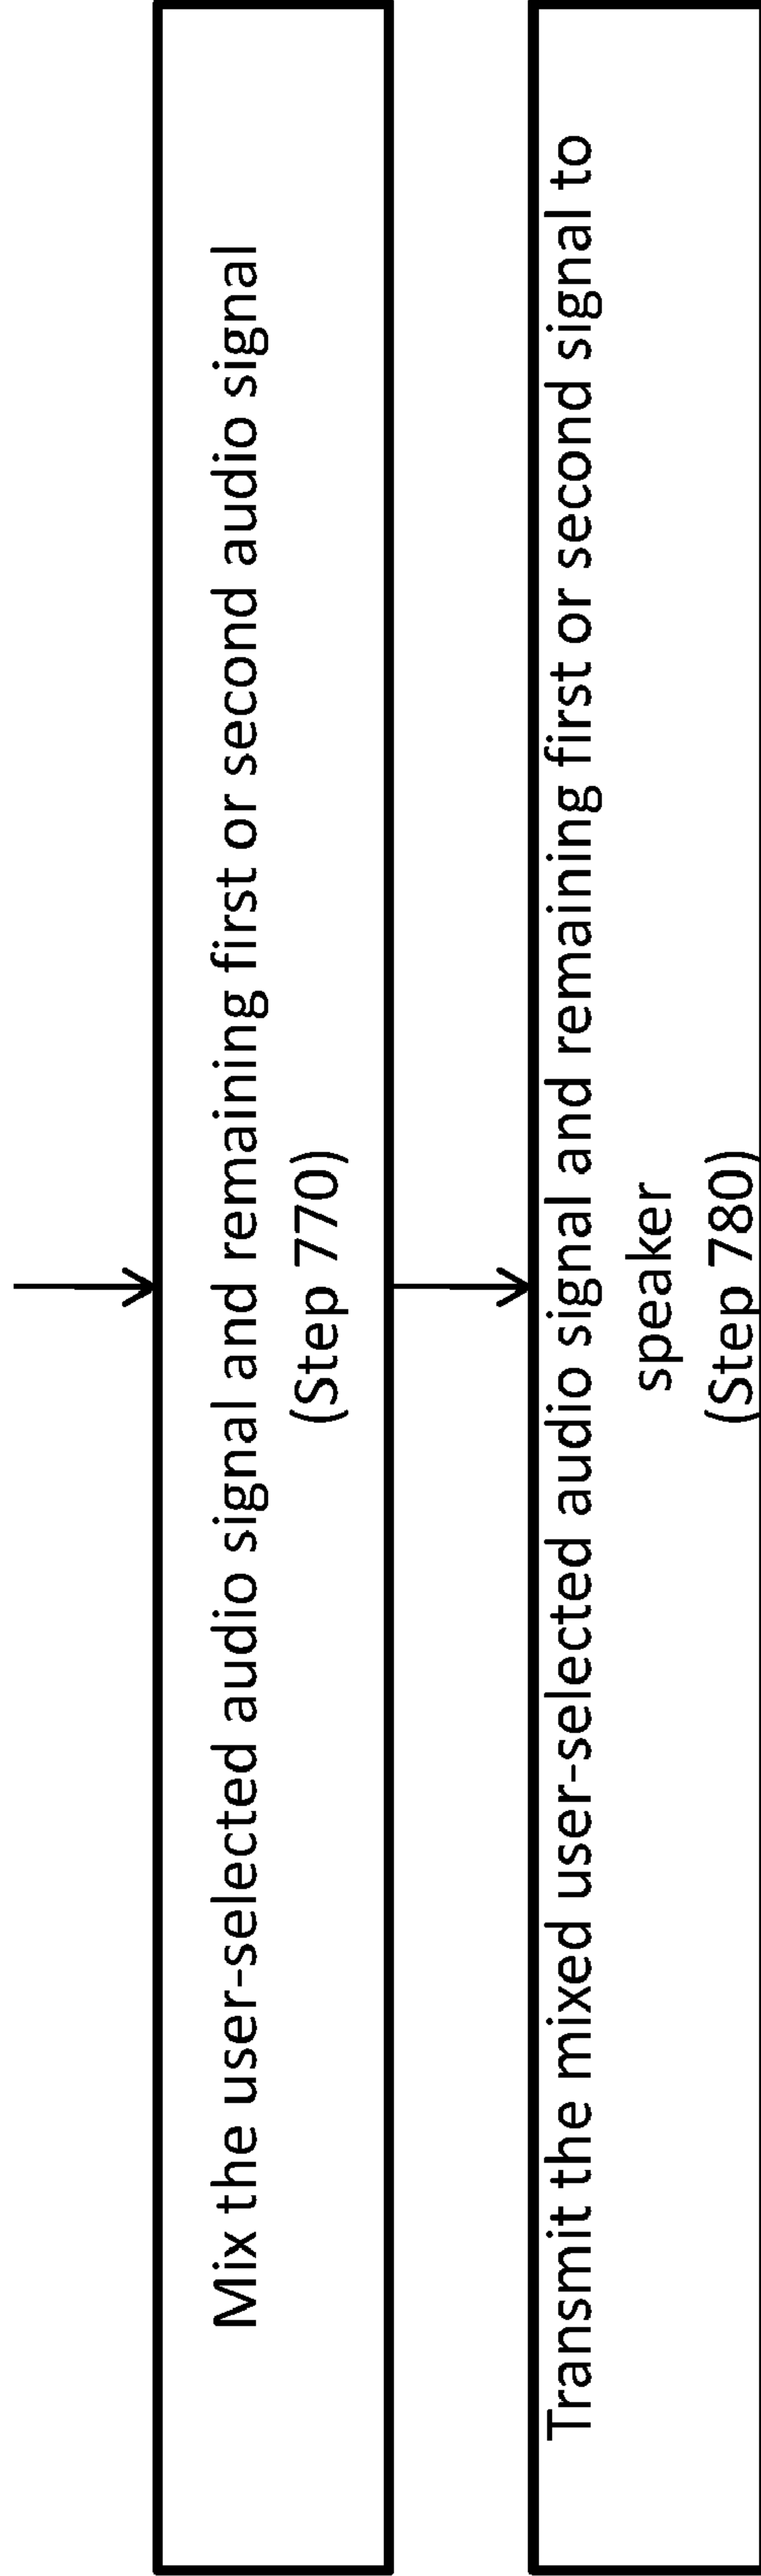 Mix the user-selected audio signal and remaining first or second audio signal
(Step 770)
Transmit the mixed user-selected audio signal and remaining first or second signal to
speaker
(Step 780)